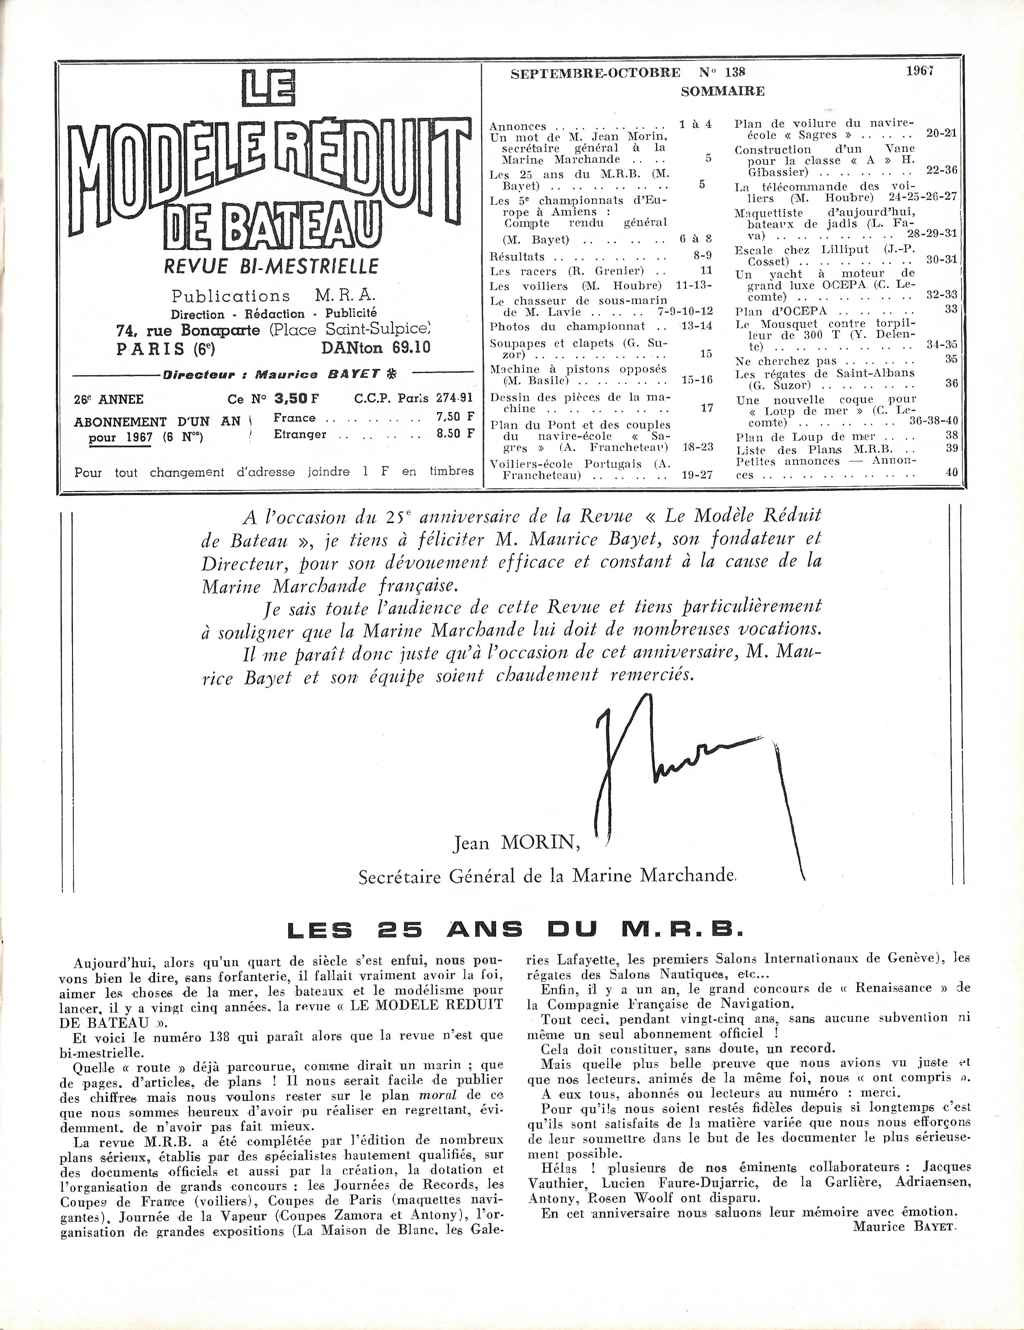 LE
MODÈLE RÉDUIT
DE BATEAU
REVUE BI-MESTRIELLE
Publications M. R. A.
Direction - Rédaction - Publicité
74, rue Bonaparte (Place Saint-Sulpice)
PARIS (6e) DANton 69.10
Directeur : Maurice BAYET
26e ANNEE Ce No 3,50 F C.C.P. Paris 274-91
ABONNEMENT D'UN AN ( France .. .. .. .. .. .. 7,50 F
pour 1967 (6 Nos) ( Etranger .. .. .. .. 8,50 F
Pour tout changement d'adresse joindre 1 F en timbres
SEPTEMBRE-OCTOBRE No 138 1967
SOMMAIRE
Annonces .. .. .. .. .. .. 1 à 4
Un mot de M. Jean Morin,
secrétaire général à la
Marine Marchande .. .. 5
Les 25 ans du M.R.B. (M.
Bayet) .. .. .. .. .. .. 5
Les 5e championnats d'Eu-
rope à Amiens :
Compte rendu général
(M. Bayet) .. .. .. .. 6 à 8
Résultats .. .. .. .. .. .. 8-9
Les racers (R. Grenier) .. 11
Les voiliers (M. Houbre) 11-13-
Le chasseur de sous-marin
de M. Lavie .. .. .. 7-9-10-12
Photos du championnat .. 13-14
Soupapes et clapets (G. Su-
zor) .. .. .. .. .. .. .. 15
Machine à pistons opposés
(M. Basile) .. .. .. .. .. 15-16
Dessin des pièces de la ma-
chine .. .. .. .. .. .. .. 17
Plan du Pont et des couples
du navire-école « Sa-
gres » (A. Francheteau) 18-23
Voiliers-école Portugais (A.
Francheteau) .. .. .. .. 19-27
Plan de voilure du navire-
école « Sagres » .. .. .. 20-21
Construction d'un Vane
pour la classe « A » H.
Gibassier) .. .. .. .. .. 22-36
La télécommande des voi-
liers (M. Houbre) 24-25-26-27
Maquettiste d'aujourd'hui,
bateaux de jadis (L. Fa-
va) .. .. .. .. .. .. 28-29-31
Escale chez Lilliput (J.-P.
Cosset) .. .. .. .. .. .. 30-31
Un yacht à moteur de
grand luxe OCEPA (C. Le-
comte) .. .. .. .. .. .. 32-33
Plan d'OCEPA .. .. .. .. 33
Le Mousquet contre torpil-
leur de 300 T (Y. Delen-
te) .. .. .. .. .. .. .. 34-35
Ne cherchez pas .. .. .. .. 35
Les régates de Saint-Albans
(G. Suzor) .. .. .. .. .. 36
Une nouvelle coque pour
« Loup de mer » (C. Le-
comte) .. .. .. .. .. 36-38-40
Plan de Loup de mer .. .. 38
Liste des Plans M.R.B. .. 39
Petites annonces — Annon-
ces .. .. .. .. .. .. .. .. 40
A l'occasion du 25e anniversaire de la Revue « Le Modèle Réduit
de Bateau », je tiens à féliciter M. Maurice Bayet, son fondateur et
Directeur, pour son dévouement efficace et constant à la cause de la
Marine Marchande française.
Je sais toute l'audience de cette Revue et tiens particulièrement
à souligner que la Marine Marchande lui doit de nombreuses vocations.
Il me paraît donc juste qu'à l'occasion de cet anniversaire, M. Mau-
rice Bayet et son équipe soient chaudement remerciés.
Jean MORIN,
Secrétaire Général de la Marine Marchande.
LES 25 ANS DU M.R.B.
Aujourd'hui, alors qu'un quart de siècle s'est enfui, nous pou-
vons bien le dire, sans forfanterie, il fallait vraiment avoir la foi,
aimer les choses de la mer, les bateaux et le modélisme pour
lancer, il y a vingt cinq années, la revue « LE MODELE REDUIT
DE BATEAU ».
Et voici le numéro 138 qui paraît alors que la revue n'est que
bi-mestrielle.
Quelle « route » déjà parcourue, comme dirait un marin ; que
de pages, d'articles, de plans ! Il nous serait facile de publier
des chiffres mais nous voulons rester sur le plan moral de ce
que nous sommes heureux d'avoir pu réaliser en regrettant, évi-
demment, de n'avoir pas fait mieux.
La revue M.R.B. a été complétée par l'édition de nombreux
plans sérieux, établis par des spécialistes hautement qualifiés, sur
des documents officiels et aussi par la création, la dotation et
l'organisation de grands concours : les Journées de Records, les
Coupes de France (voiliers), Coupes de Paris (maquettes navi-
gantes), Journée de la Vapeur (Coupes Zamora et Antony), l'or-
ganisation de grandes expositions (La Maison de Blanc, les Gale-
ries Lafayette, les premiers Salons Internationaux de Genève), les
régates des Salons Nautiques, etc...
Enfin, il y a un an, le grand concours de « Renaissance » de
la Compagnie Française de Navigation.
Tout ceci, pendant vingt-cinq ans, sans aucune subvention ni
même un seul abonnement officiel !
Cela doit constituer, sans doute, un record.
Mais quelle plus belle preuve que nous avions vu juste et
que nos lecteurs, animés de la même foi, nous « ont compris ».
A eux tous, abonnés ou lecteurs au numéro : merci.
Pour qu'ils nous soient restés fidèles depuis si longtemps c'est
qu'ils sont satisfaits de la matière variée que nous nous efforçons
de leur soumettre dans le but de les documenter le plus sérieuse-
ment possible.
Hélas ! plusieurs de nos éminents collaborateurs : Jacques
Vauthier, Lucien Faure-Dujarric, de la Garlière, Adriaensen,
Antony, Rosen Woolf ont disparu.
En cet anniversaire nous saluons leur mémoire avec émotion.
Maurice BAYET.